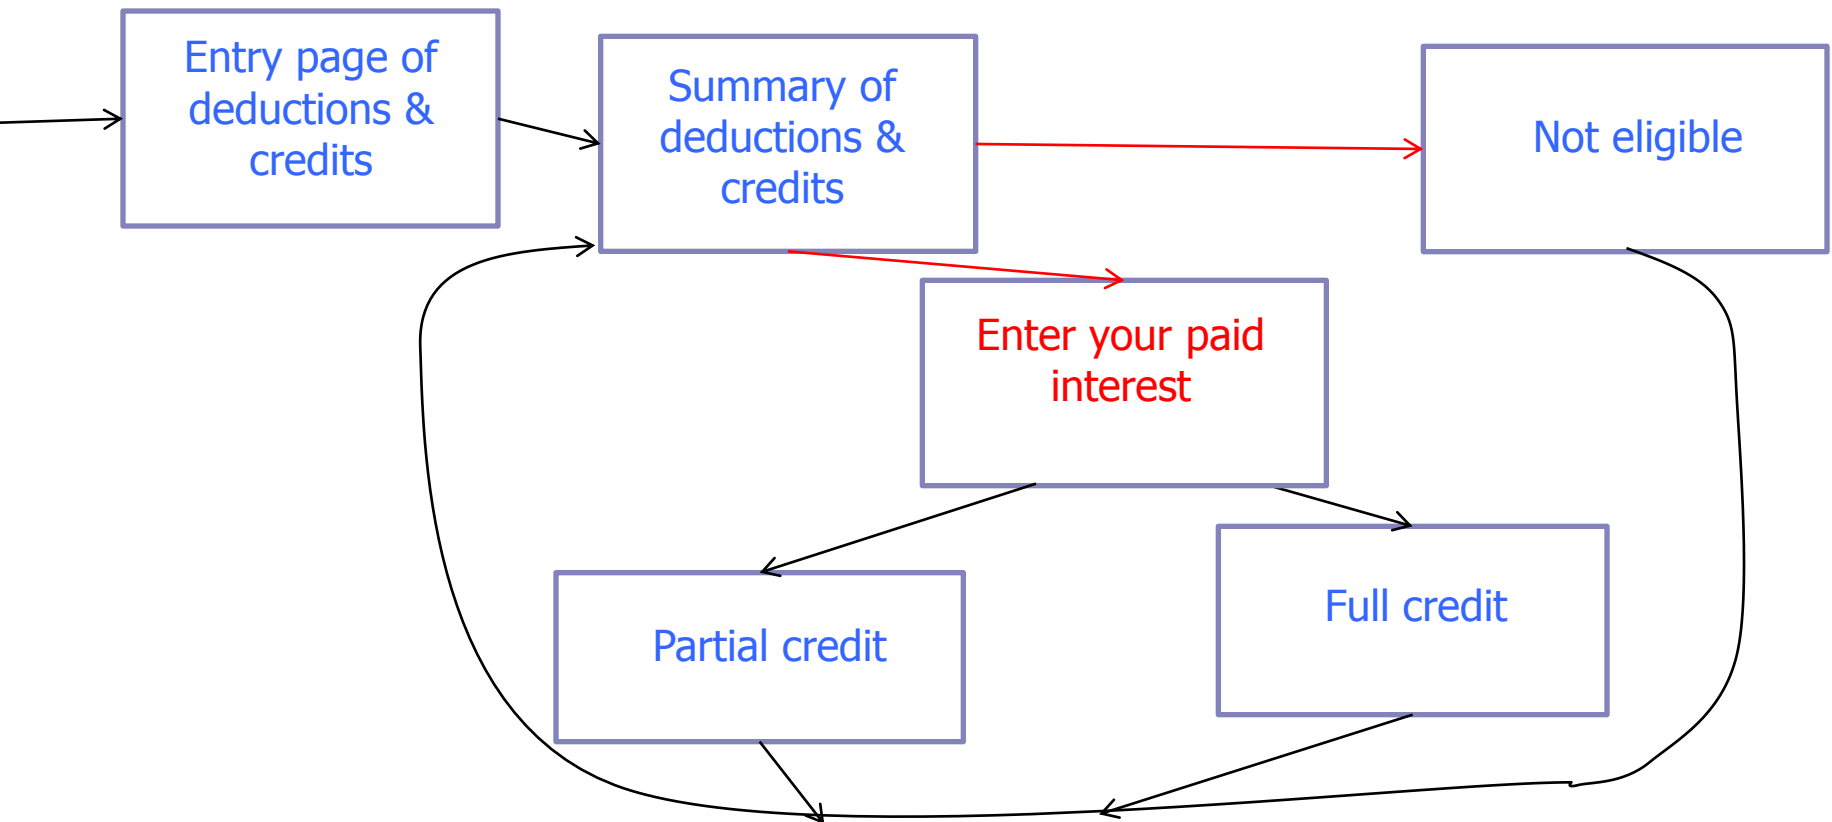 Entry page of
deductions &
credits
Summary of
deductions &
credits
Not eligible
Enter your paid
interest
Partial credit
Full credit